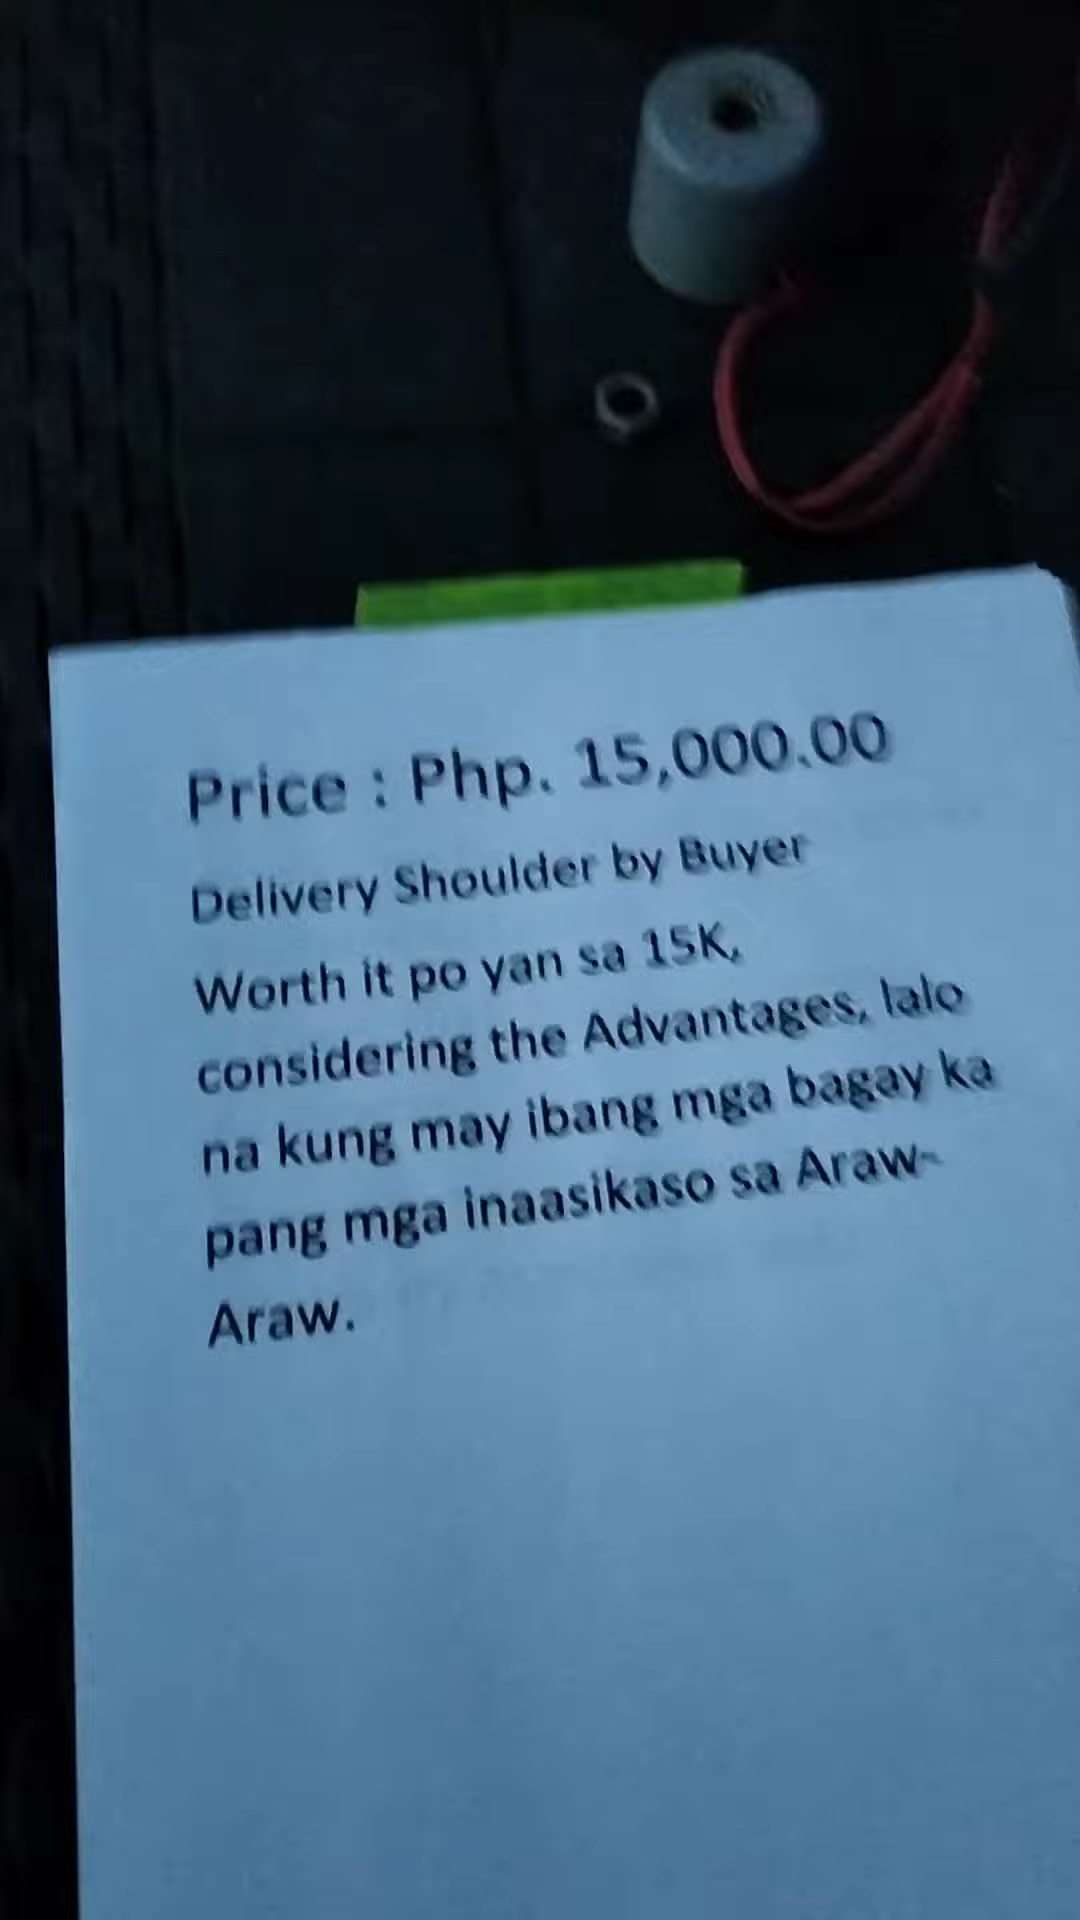 Price : Php. 15,000.00
Delivery Shoulder by Buyer
Worth it po yan sa 15K,
considering the Advantages, lalo
na kung may ibang mga bagay ka
pang mga inaasikaso sa Araw-
Araw.